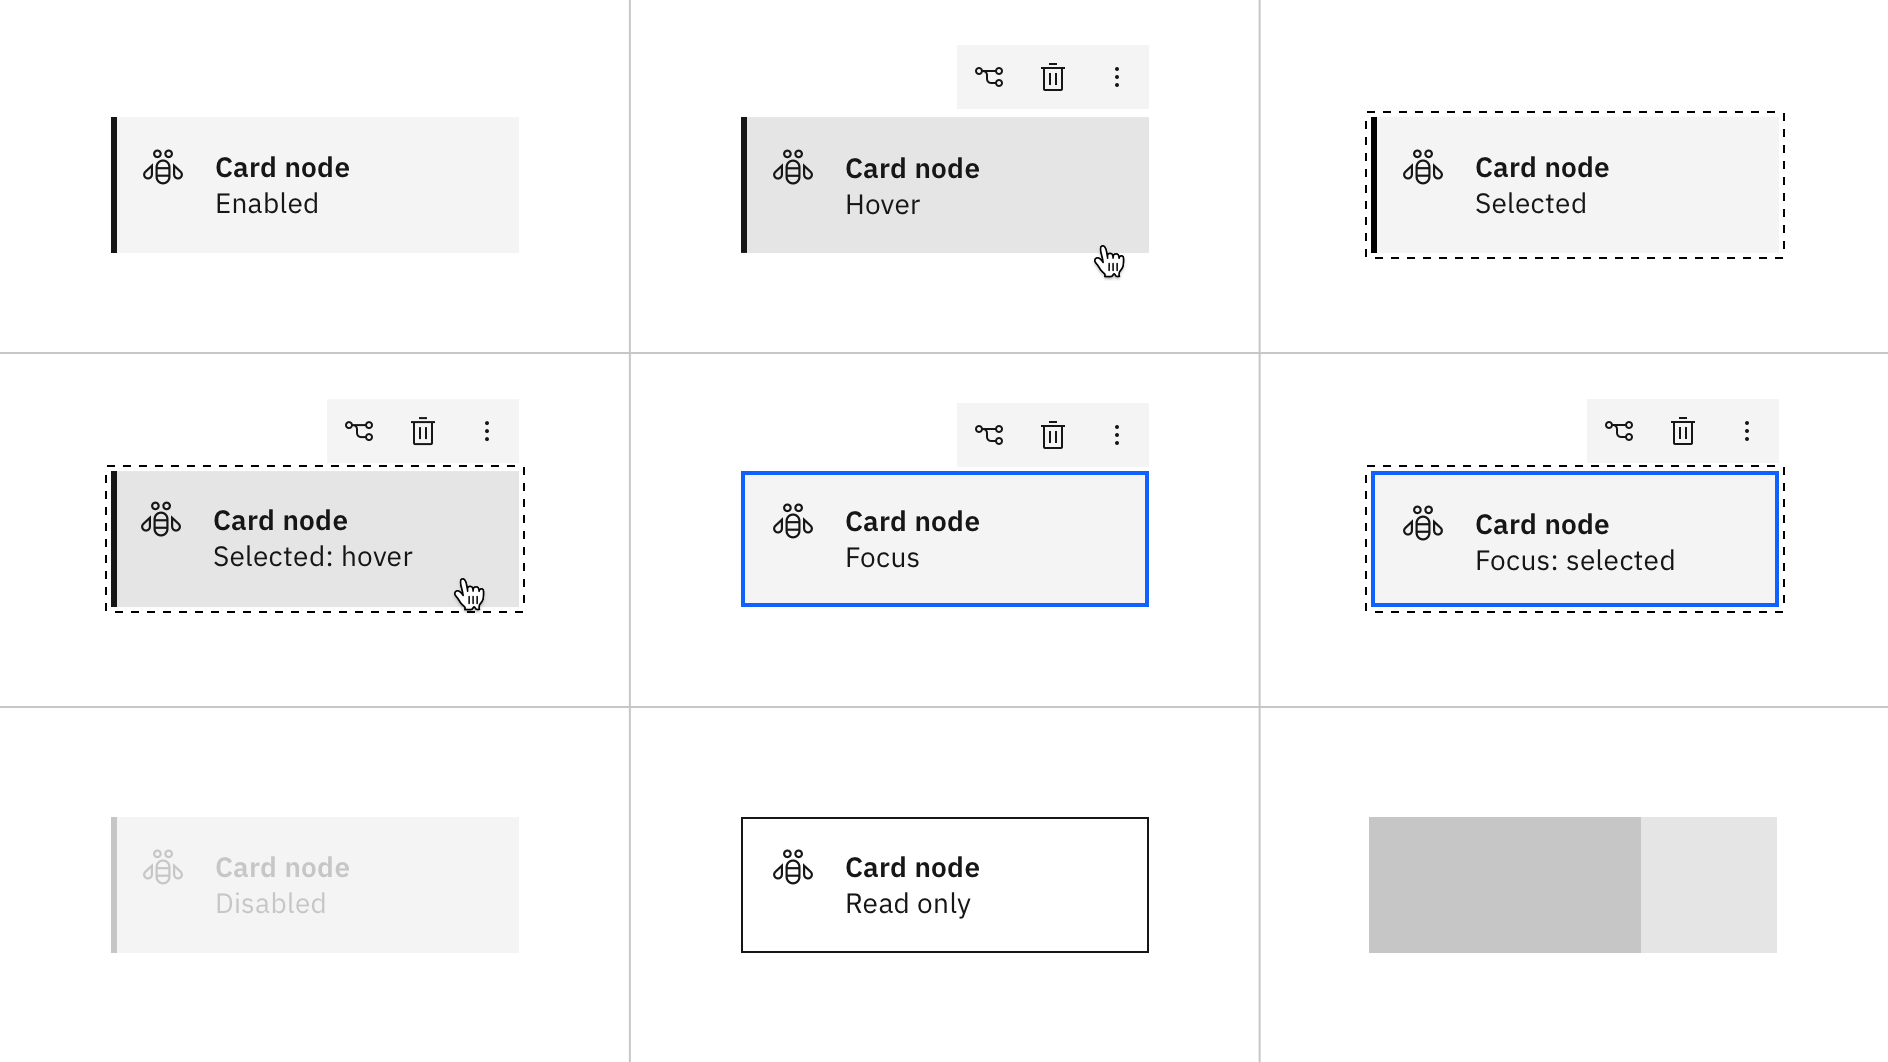 Card node
Enabled
Card node
Hover
Card node
Selected
Card node
Selected: hover
Card node
Focus
Card node
Focus: selected
Card node
Disabled
Card node
Read only